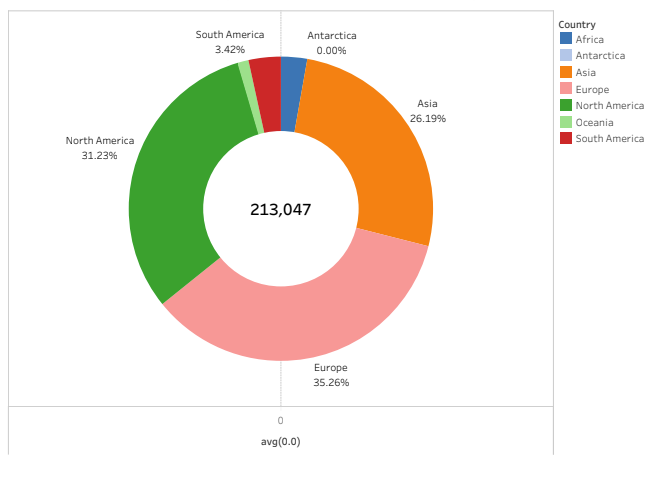 South America
3.42%
Antarctica
0.00%
Asia
26.19%
North America
31.23%
213,047
Europe
35.26%
0
avg(0.0)
Country
Africa
Antarctica
Asia
Europe
North America
Oceania
South America